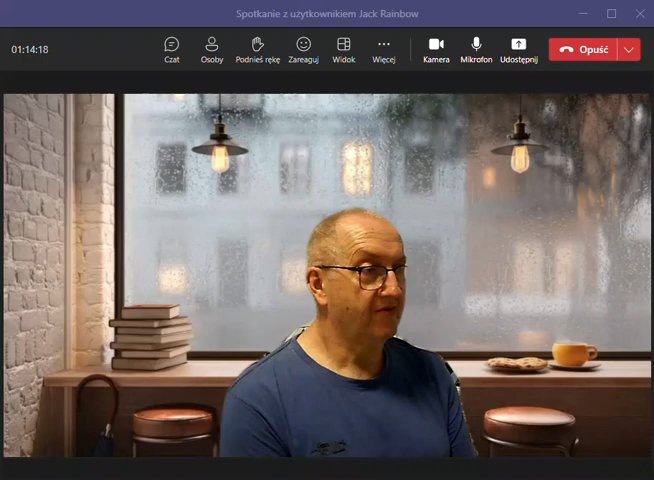 Spotkanie z użytkownikiem Jack Rainbow
01:14:18
Czat
Osoby
Podnieś rękę
Zareaguj
Widok
Więcej
Kamera
Mikrofon
Udostępnij
Opuść